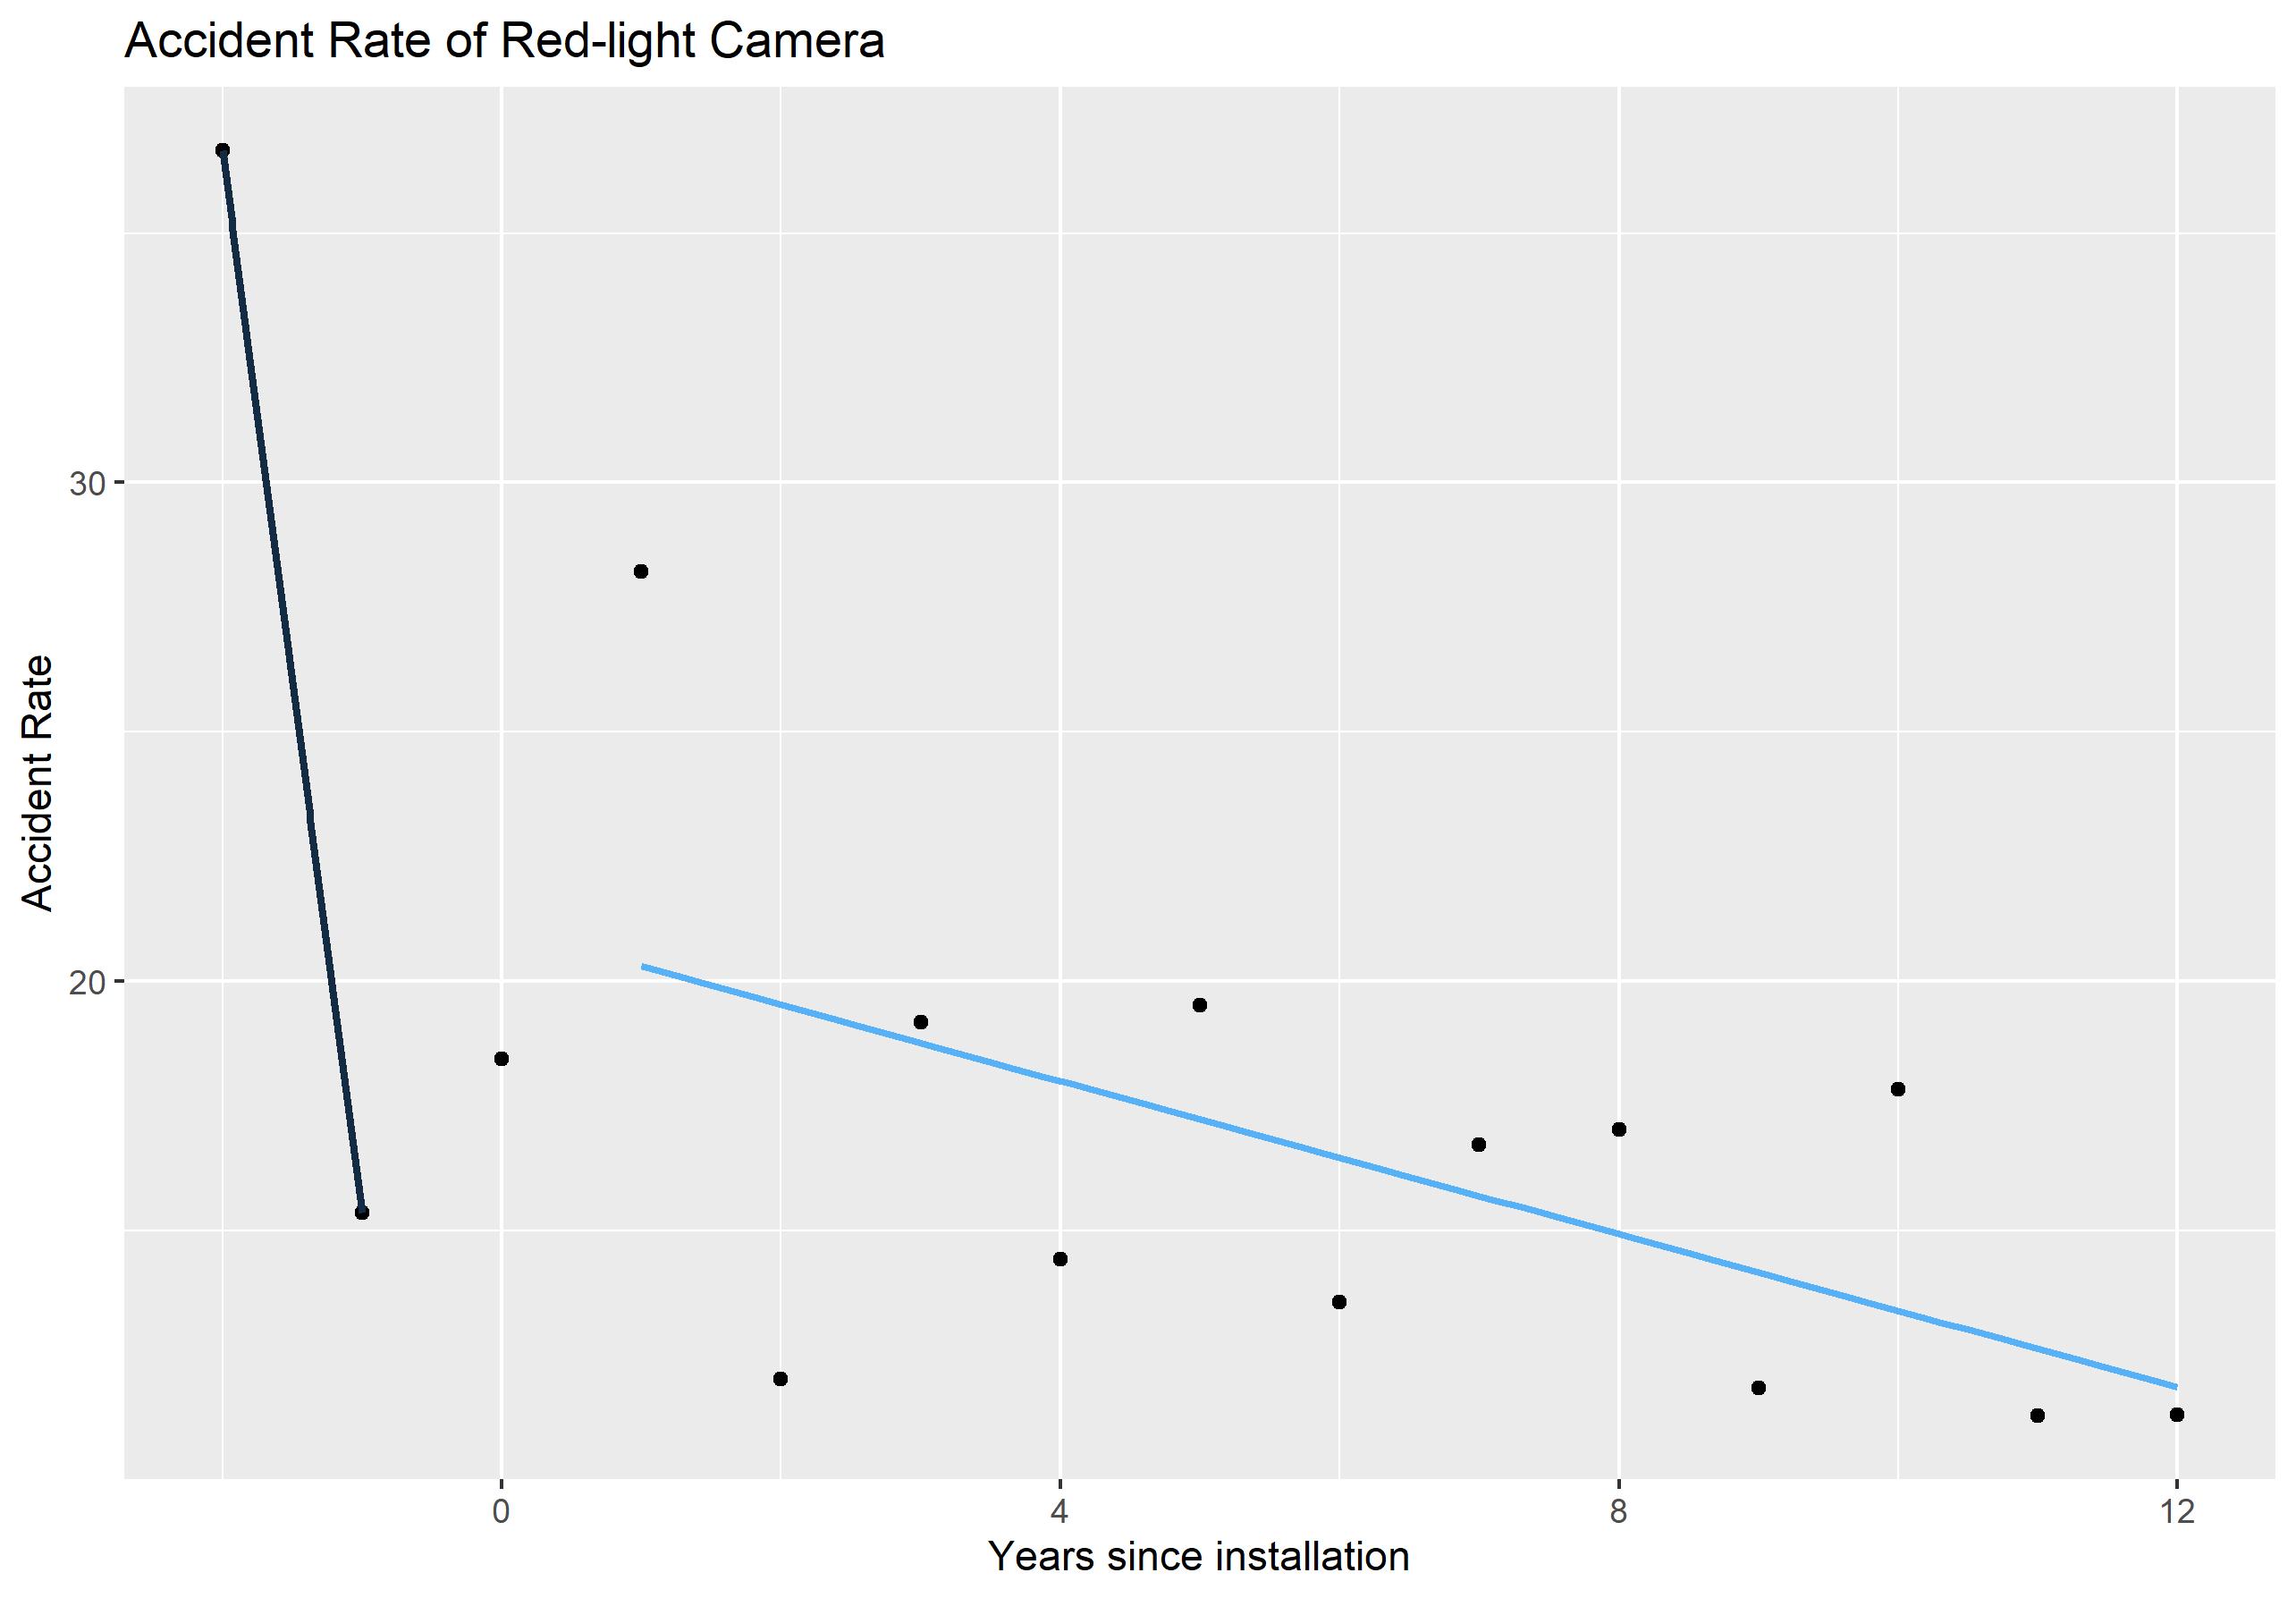 Accident Rate of Red-light Camera
30
20
Accident Rate
0 4 8 12
Years since installation